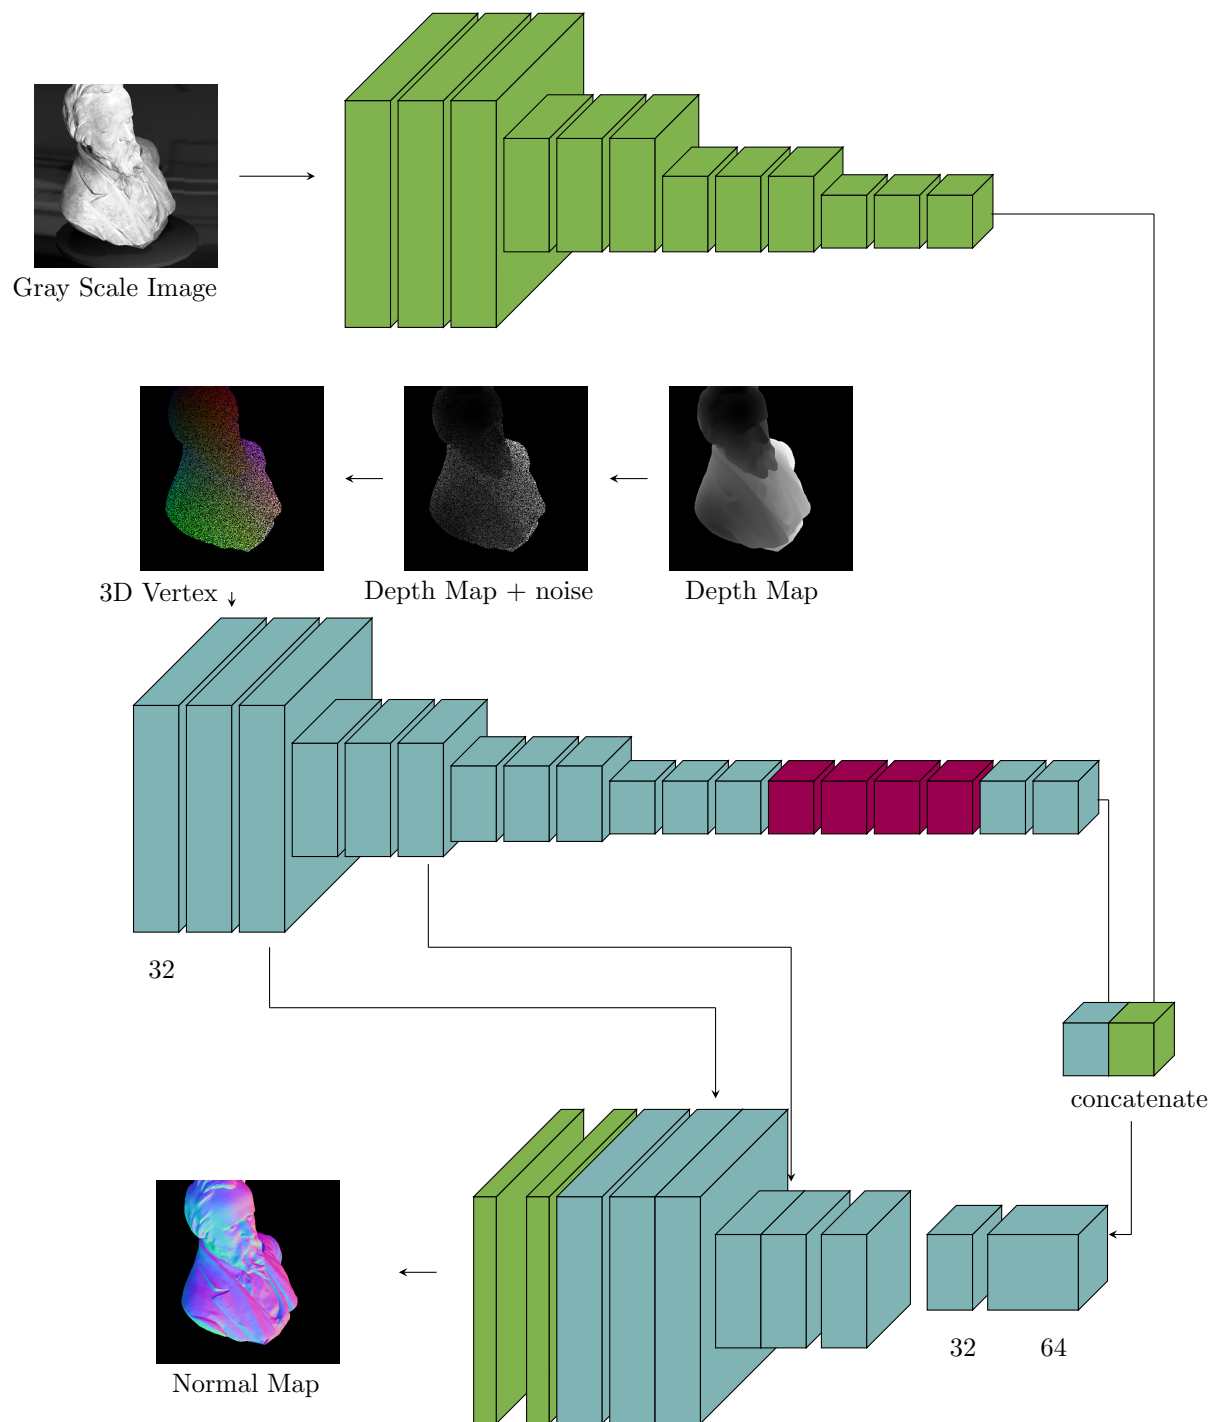 Gray Scale Image
3D Vertex
Depth Map + noise
Depth Map
32
concatenate
32
64
Normal Map